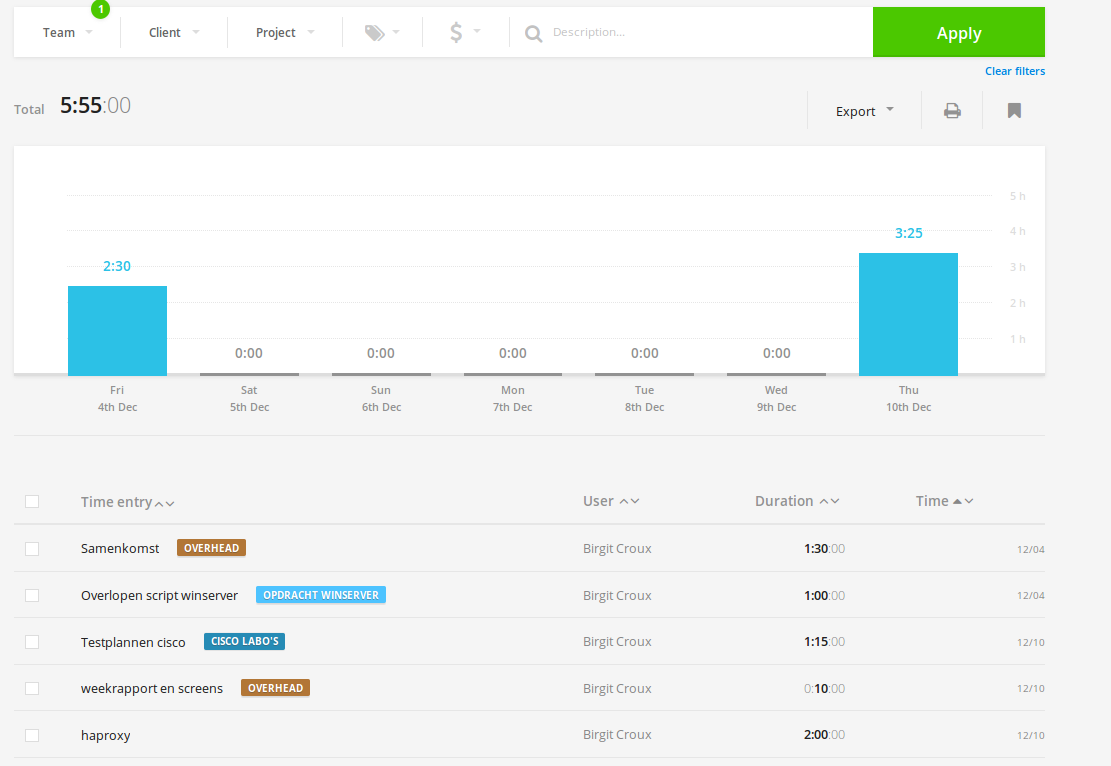 1
Team Client Project $ Description... Apply
Clear filters
Total 5:55:00 Export
5 h
4 h
3:25
2:30 3 h
2 h
1 h
0:00 0:00 0:00 0:00 0:00
Fri Sat Sun Mon Tue Wed Thu
4th Dec 5th Dec 6th Dec 7th Dec 8th Dec 9th Dec 10th Dec
Time entry User Duration Time
Samenkomst OVERHEAD Birgit Croux 1:30:00 12/04
Overlopen script winserver OPDRACHT WINSERVER Birgit Croux 1:00:00 12/04
Testplannen cisco CISCO LABO'S Birgit Croux 1:15:00 12/10
weekrapport en screens OVERHEAD Birgit Croux 0:10:00 12/10
haproxy Birgit Croux 2:00:00 12/10